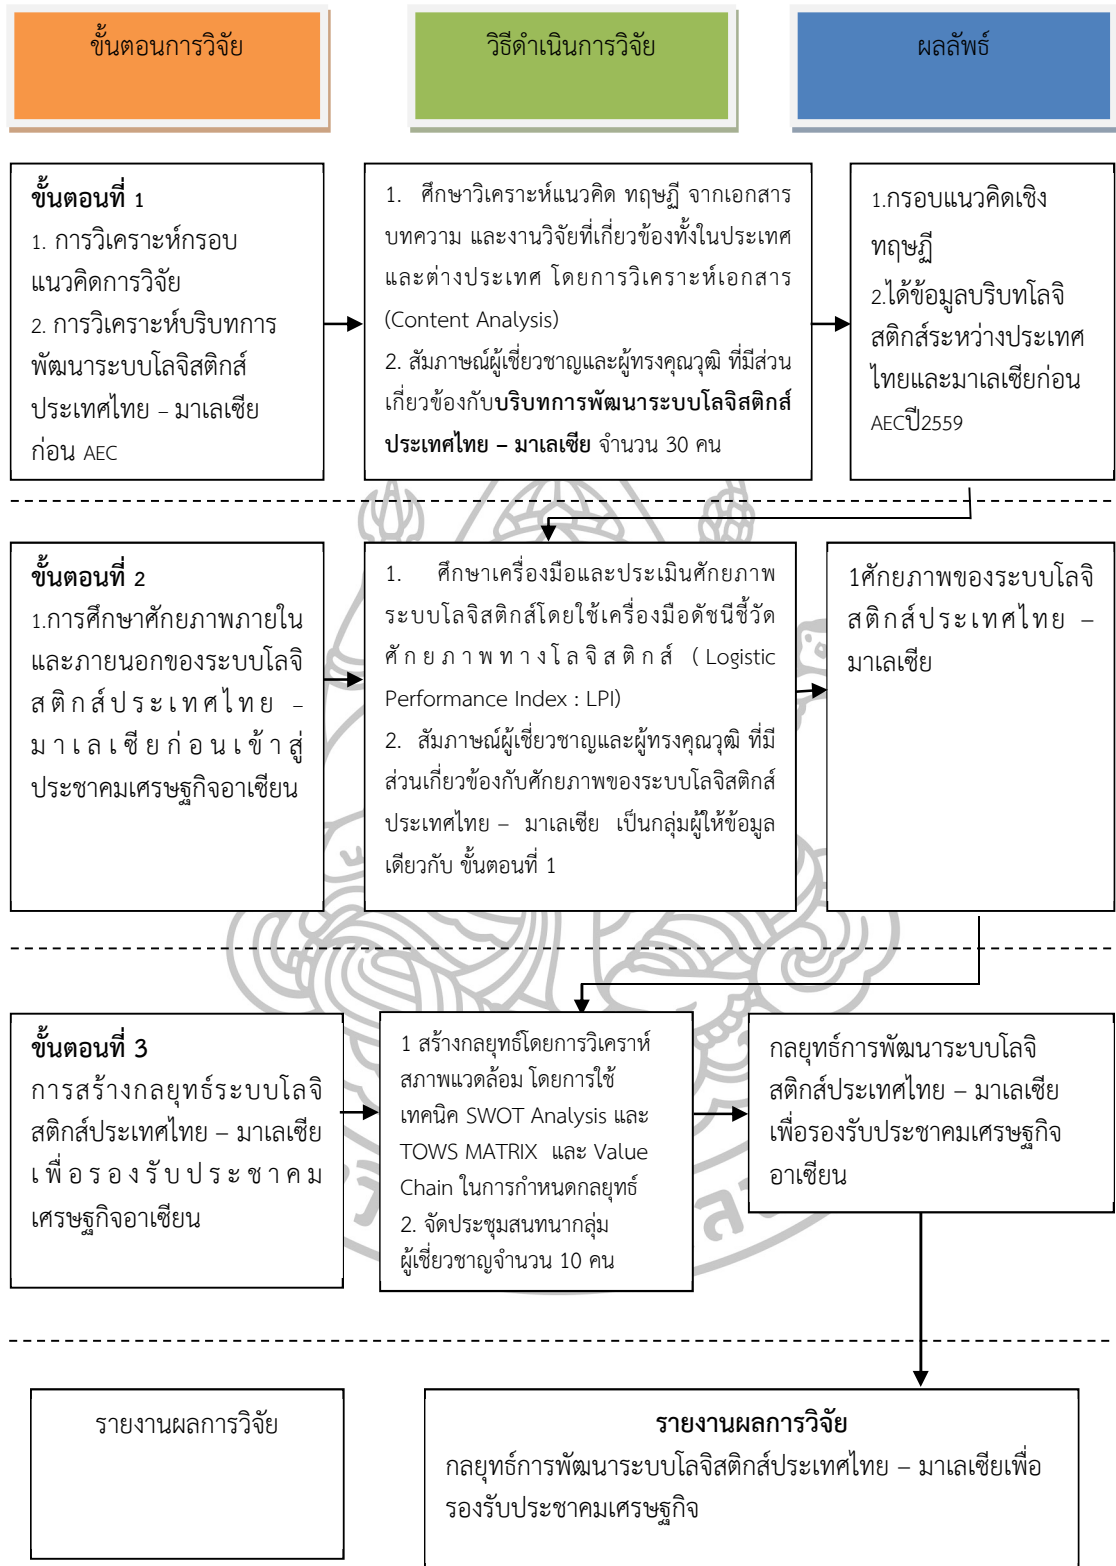 ขั้นตอนการวิจัย
วิธีดำเนินการวิจัย
ผลลัพธ์
ขั้นตอนที่ 1
1. การวิเคราะห์กรอบ
แนวคิดการวิจัย
2. การวิเคราะห์บริบทการ
พัฒนาระบบโลจิสติกส์
ประเทศไทย – มาเลเซีย
ก่อน AEC
1. ศึกษาวิเคราะห์แนวคิด ทฤษฏี จากเอกสาร
บทความ และงานวิจัยที่เกี่ยวข้องทั้งในประเทศ
และต่างประเทศ โดยการวิเคราะห์เอกสาร
(Content Analysis)
2. สัมภาษณ์ผู้เชี่ยวชาญและผู้ทรงคุณวุฒิ ที่มีส่วน
เกี่ยวข้องกับบริบทการพัฒนาระบบโลจิสติกส์
ประเทศไทย – มาเลเซีย จำนวน 30 คน
1.กรอบแนวคิดเชิง
ทฤษฏี
2.ได้ข้อมูลบริบทโลจิ
สติกส์ระหว่างประเทศ
ไทยและมาเลเซียก่อน
AECปี2559
ขั้นตอนที่ 2
1.การศึกษาศักยภาพภายใน
และภายนอกของระบบโลจิ
สติกส์ประเทศไทย –
มาเลเซียก่อนเข้าสู่
ประชาคมเศรษฐกิจอาเซียน
1. ศึกษาเครื่องมือและประเมินศักยภาพ
ระบบโลจิสติกส์โดยใช้เครื่องมือดัชนีชี้วัด
ศักยภาพทางโลจิสติกส์ ( Logistic
Performance Index : LPI)
2. สัมภาษณ์ผู้เชี่ยวชาญและผู้ทรงคุณวุฒิ ที่มี
ส่วนเกี่ยวข้องกับศักยภาพของระบบโลจิสติกส์
ประเทศไทย – มาเลเซีย เป็นกลุ่มผู้ให้ข้อมูล
เดียวกับ ขั้นตอนที่ 1
1ศักยภาพของระบบโลจิ
สติกส์ประเทศไทย –
มาเลเซีย
ขั้นตอนที่ 3
การสร้างกลยุทธ์ระบบโลจิ
สติกส์ประเทศไทย – มาเลเซีย
เพื่อรองรับประชาคม
เศรษฐกิจอาเซียน
1 สร้างกลยุทธ์โดยการวิเคราห์
สภาพแวดล้อม โดยการใช้
เทคนิค SWOT Analysis และ
TOWS MATRIX และ Value
Chain ในการกำหนดกลยุทธ์
2. จัดประชุมสนทนากลุ่ม
ผู้เชี่ยวชาญจำนวน 10 คน
กลยุทธ์การพัฒนาระบบโลจิ
สติกส์ประเทศไทย – มาเลเซีย
เพื่อรองรับประชาคมเศรษฐกิจ
อาเซียน
รายงานผลการวิจัย
รายงานผลการวิจัย
กลยุทธ์การพัฒนาระบบโลจิสติกส์ประเทศไทย – มาเลเซียเพื่อ
รองรับประชาคมเศรษฐกิจ